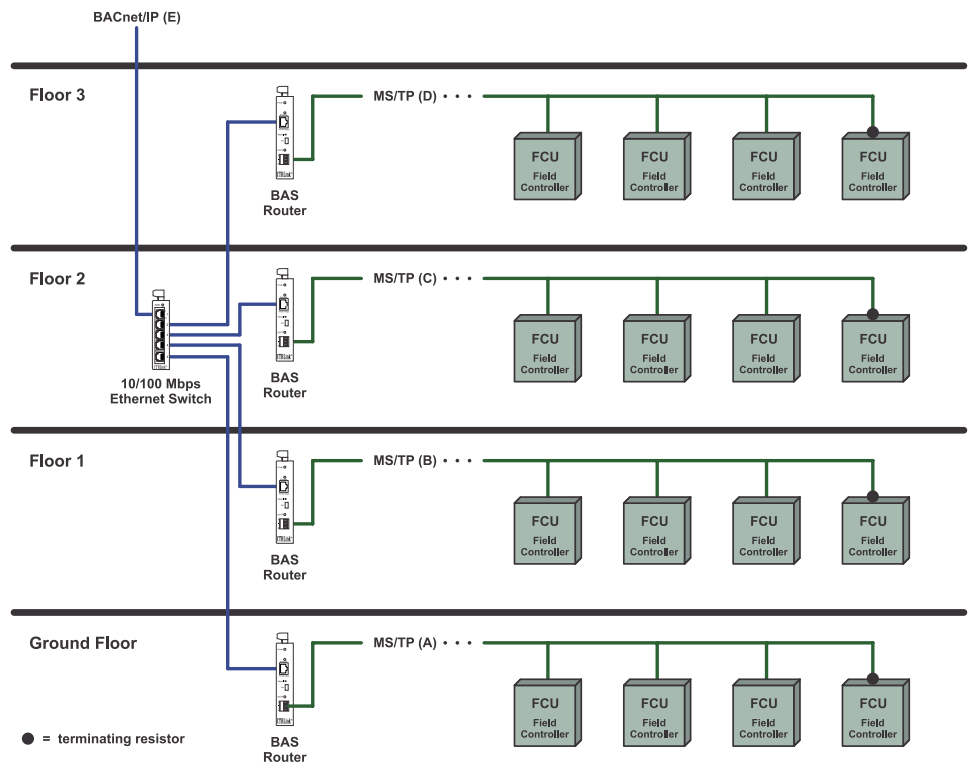 BACnet/IP (E)
Floor 3
MS/TP (D) · · ·
FCU
Field
Controller
FCU
Field
Controller
FCU
Field
Controller
FCU
Field
Controller
BAS
Router
Floor 2
MS/TP (C) · · ·
FCU
Field
Controller
FCU
Field
Controller
FCU
Field
Controller
FCU
Field
Controller
BAS
Router
10/100 Mbps
Ethernet Switch
Floor 1
MS/TP (B) · · ·
FCU
Field
Controller
FCU
Field
Controller
FCU
Field
Controller
FCU
Field
Controller
BAS
Router
Ground Floor
MS/TP (A) · · ·
FCU
Field
Controller
FCU
Field
Controller
FCU
Field
Controller
FCU
Field
Controller
BAS
Router
= terminating resistor